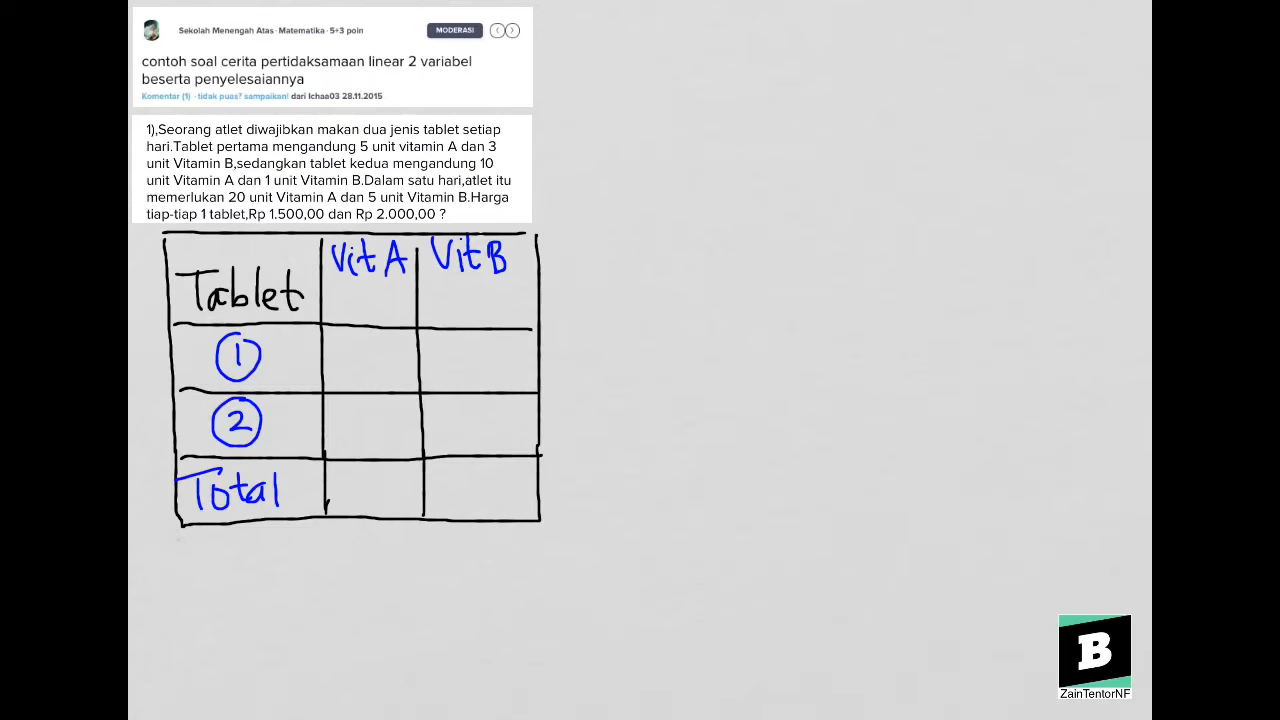 Sekolah Menengah Atas · Matematika · 5+3 poin
MODERASI
contoh soal cerita pertidaksamaan linear 2 variabel
beserta penyelesaiannya
Komentar (1) · tidak puas? sampaikan! dari Ichaa03 28.11.2015
1),Seorang atlet diwajibkan makan dua jenis tablet setiap
hari.Tablet pertama mengandung 5 unit vitamin A dan 3
unit Vitamin B,sedangkan tablet kedua mengandung 10
unit Vitamin A dan 1 unit Vitamin B.Dalam satu hari,atlet itu
memerlukan 20 unit Vitamin A dan 5 unit Vitamin B.Harga
tiap-tiap 1 tablet,Rp 1.500,00 dan Rp 2.000,00 ?
Tablet Vit A Vit B
1
2
Total
B
ZainTentorNF